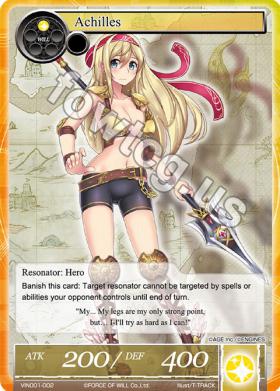 Achilles
WILL
fowtcg.us
Resonator: Hero
Banish this card: Target resonator cannot be targeted by spells or
abilities your opponent controls until end of turn.
"My... My legs are my only strong point,
but... I-I'll try as hard as I can!"
©AGE Inc. ©ENGINES
ATK 200/ DEF 400
VIN001-002 ©FORCE OF WILL Co.,Ltd. Illust/T-TRACK